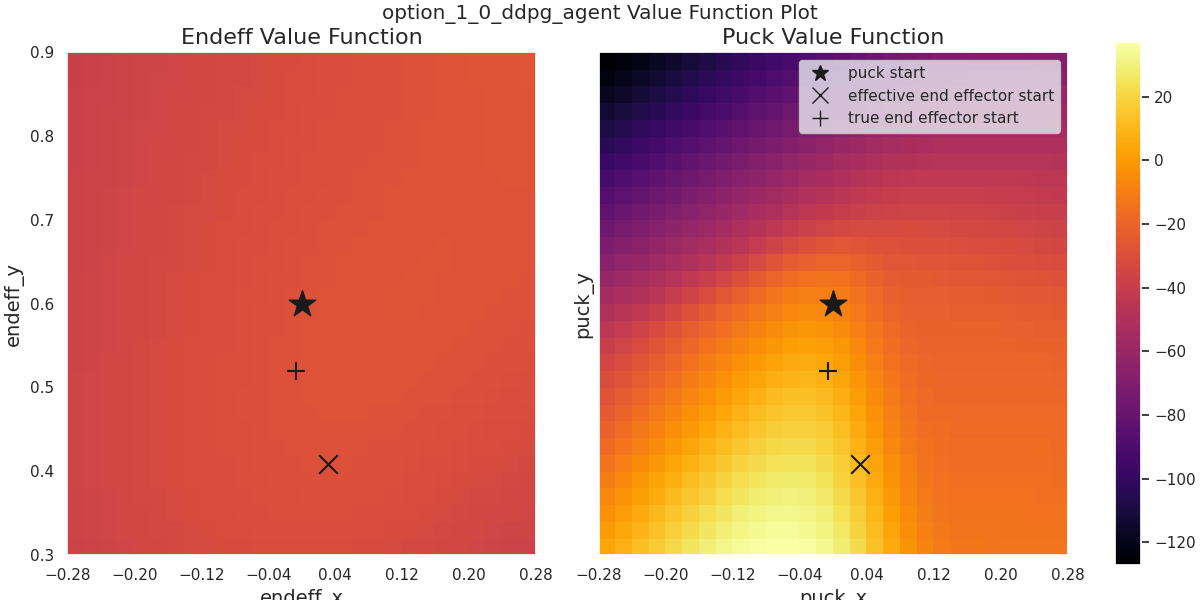 option_1_0_ddpg_agent Value Function Plot
Endeff Value Function
Puck Value Function
puck start
effective end effector start
true end effector start
0.9
0.8
0.7
0.6
0.5
0.4
0.3
endeff_y
−0.28 −0.20 −0.12 −0.04 0.04 0.12 0.20 0.28
endeff_x
puck_y
−0.28 −0.20 −0.12 −0.04 0.04 0.12 0.20 0.28
puck_x
20
0
−20
−40
−60
−80
−100
−120